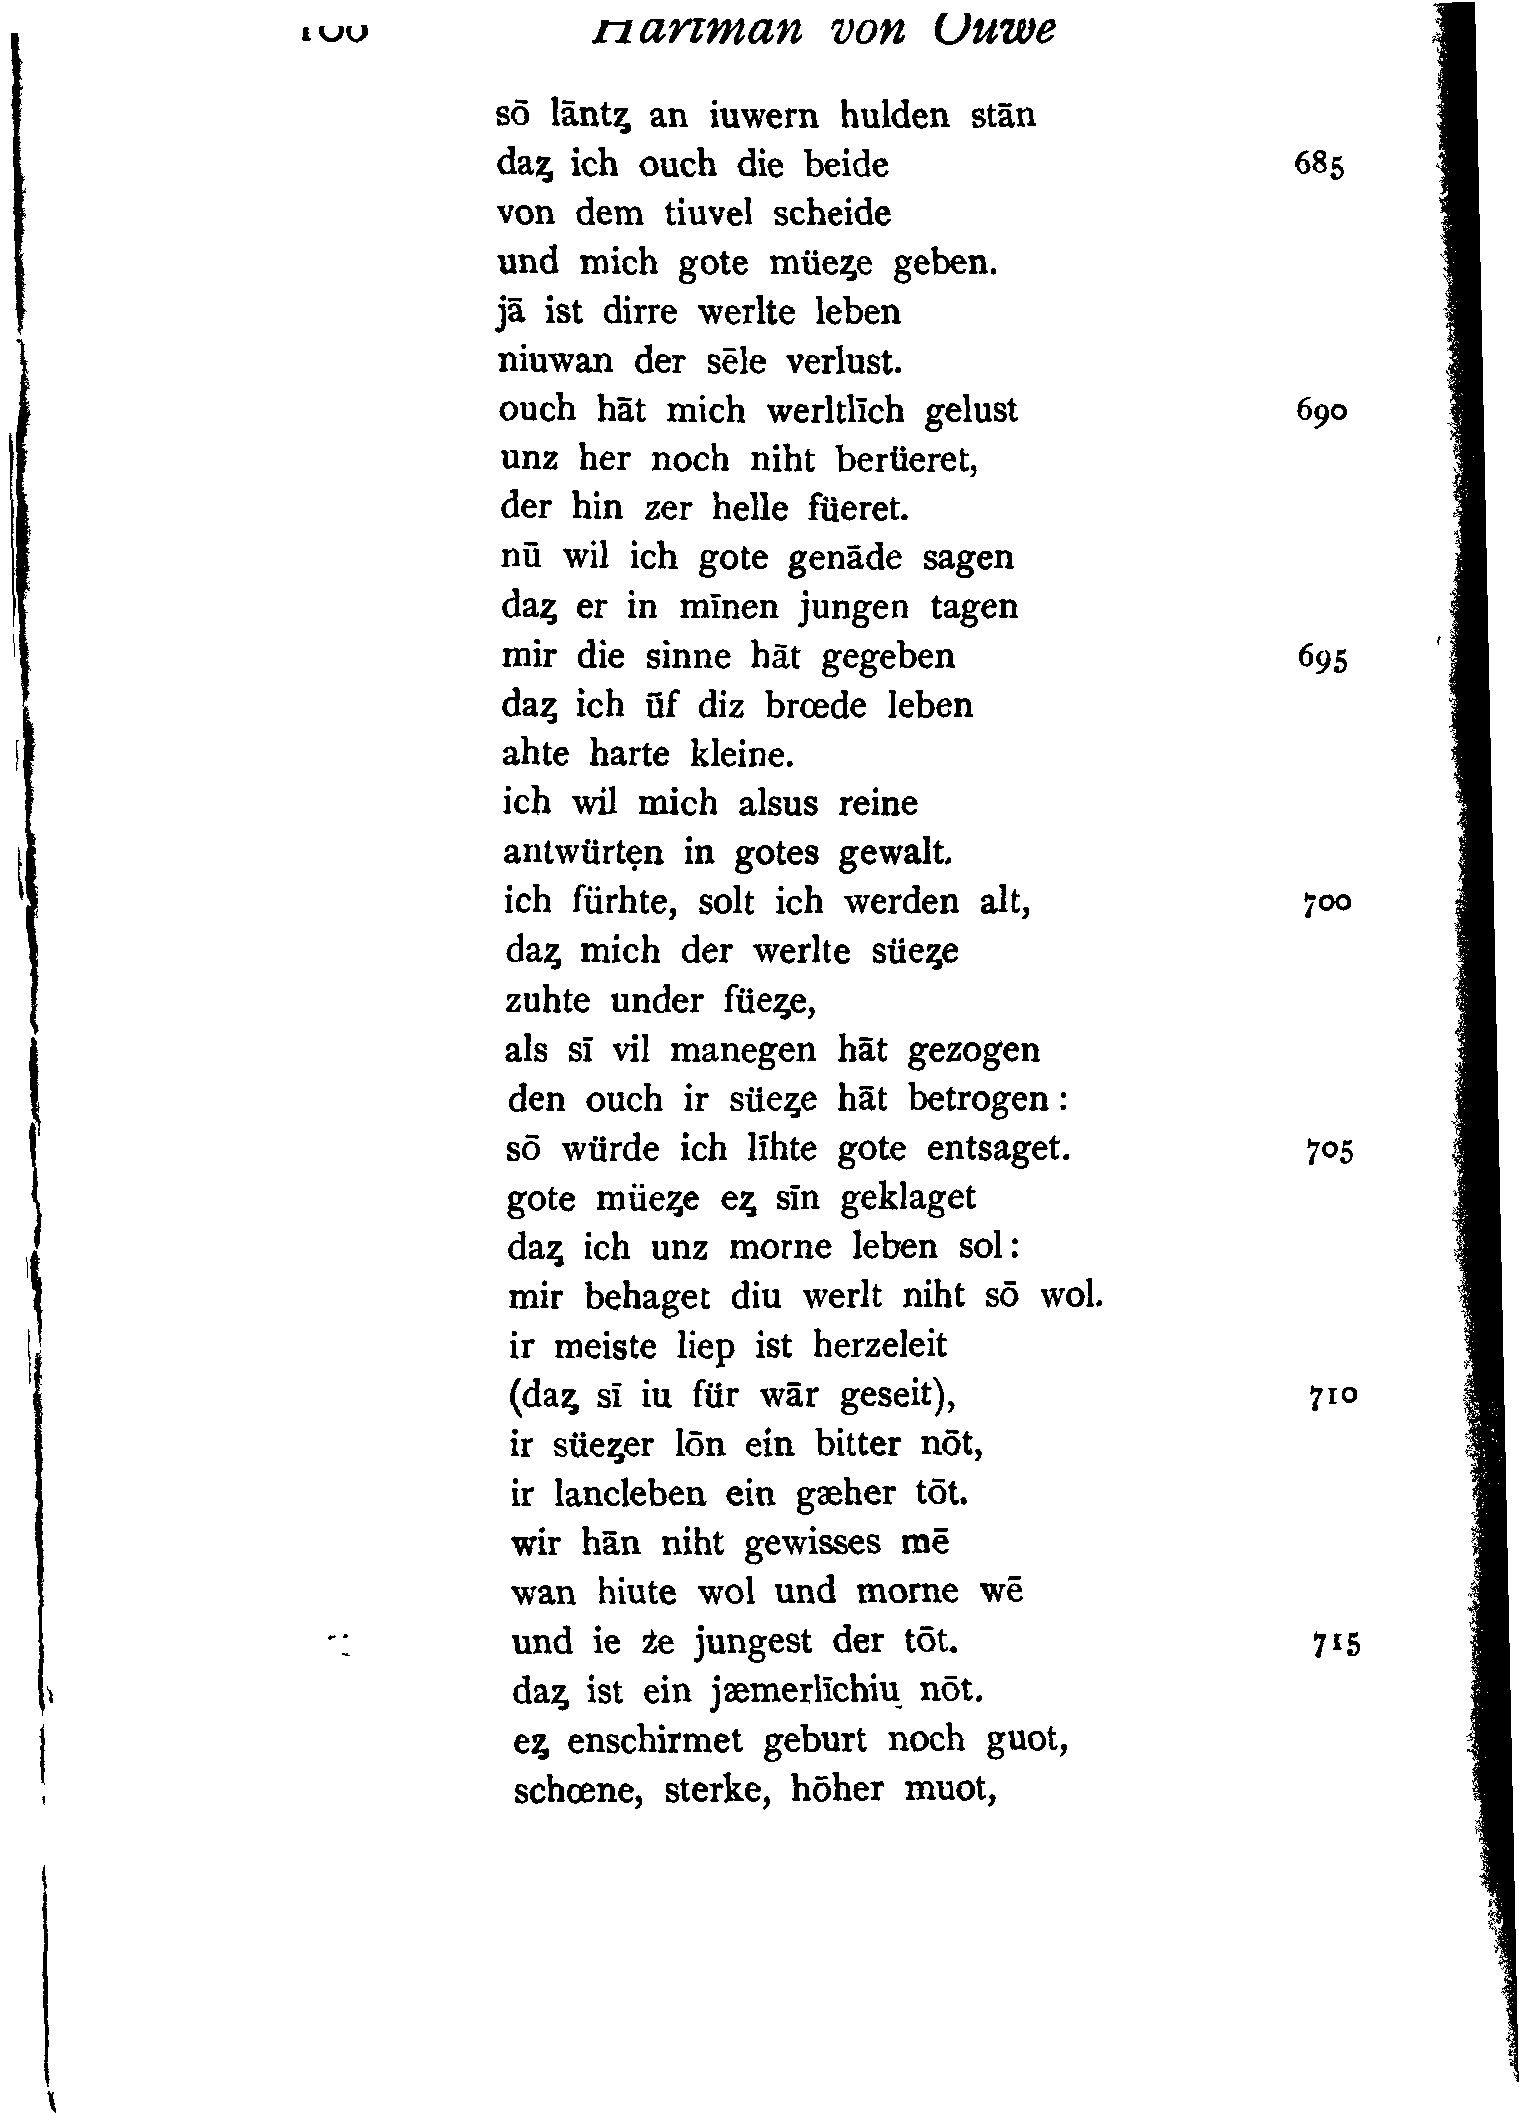 Hartman von Ouwe
sō lāntʒ an iuwern hulden stān
daʒ ich ouch die beide 685
von dem tiuvel scheide
und mich gote müeʒe geben.
jā ist dirre werlte leben
niuwan der sēle verlust.
ouch hāt mich werltlīch gelust 690
unz her noch niht berüeret,
der hin zer helle füeret.
nū wil ich gote genāde sagen
daʒ er in mīnen jungen tagen
mir die sinne hāt gegeben 695
daʒ ich ūf diz brœde leben
ahte harte kleine.
ich wil mich alsus reine
antwürten in gotes gewalt.
ich fürhte, solt ich werden alt, 700
daʒ mich der werlte süeʒe
zuhte under füeʒe,
als sī vil manegen hāt gezogen
den ouch ir süeʒe hāt betrogen:
sō würde ich līhte gote entsaget. 705
gote müeʒe eʒ sīn geklaget
daʒ ich unz morne leben sol:
mir behaget diu werlt niht sō wol.
ir meiste liep ist herzeleit
(daʒ sī iu für wār geseit), 710
ir süeʒer lōn ein bitter nōt,
ir lancleben ein gæher tōt.
wir hān niht gewisses mē
wan hiute wol und morne wē
und ie ze jungest der tōt. 715
daʒ ist ein jæmerlīchiu nōt.
eʒ enschirmet geburt noch guot,
schœne, sterke, hōher muot,